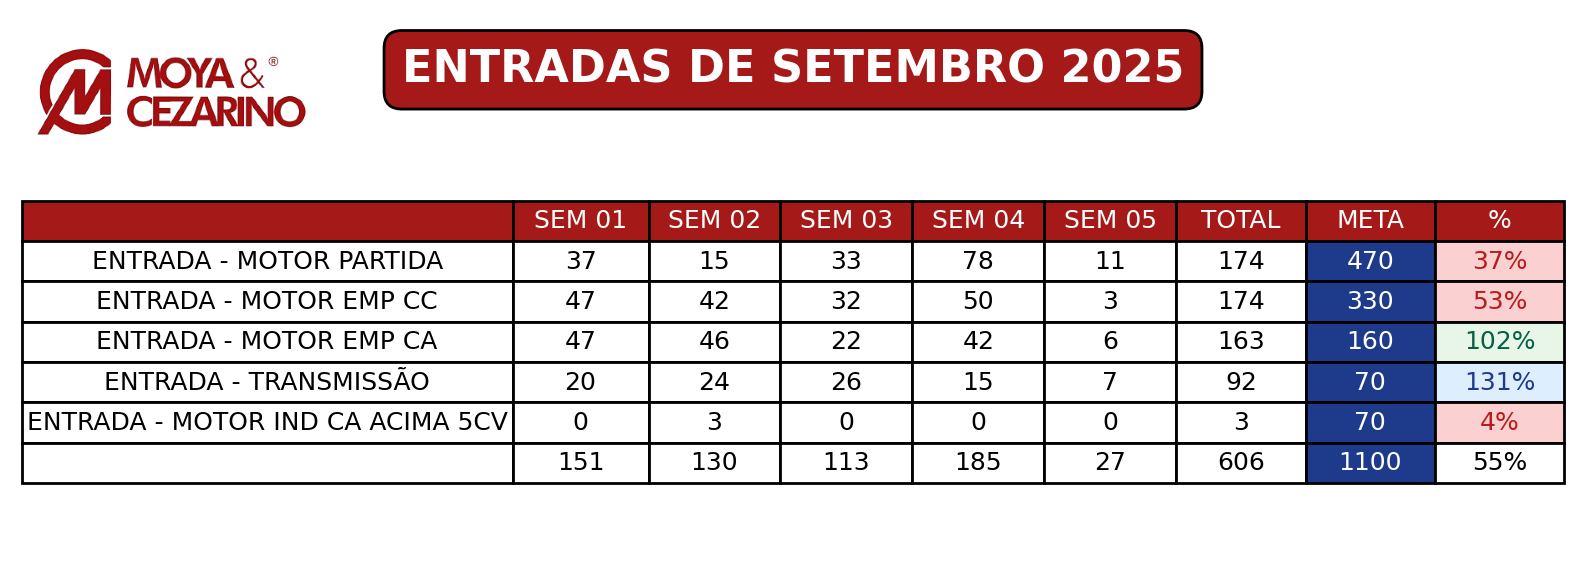 MOYA &®
CEZARINO
ENTRADAS DE SETEMBRO 2025
SEM 01 SEM 02 SEM 03 SEM 04 SEM 05 TOTAL META %
ENTRADA - MOTOR PARTIDA 37 15 33 78 11 174 470 37%
ENTRADA - MOTOR EMP CC 47 42 32 50 3 174 330 53%
ENTRADA - MOTOR EMP CA 47 46 22 42 6 163 160 102%
ENTRADA - TRANSMISSÃO 20 24 26 15 7 92 70 131%
ENTRADA - MOTOR IND CA ACIMA 5CV 0 3 0 0 0 3 70 4%
151 130 113 185 27 606 1100 55%